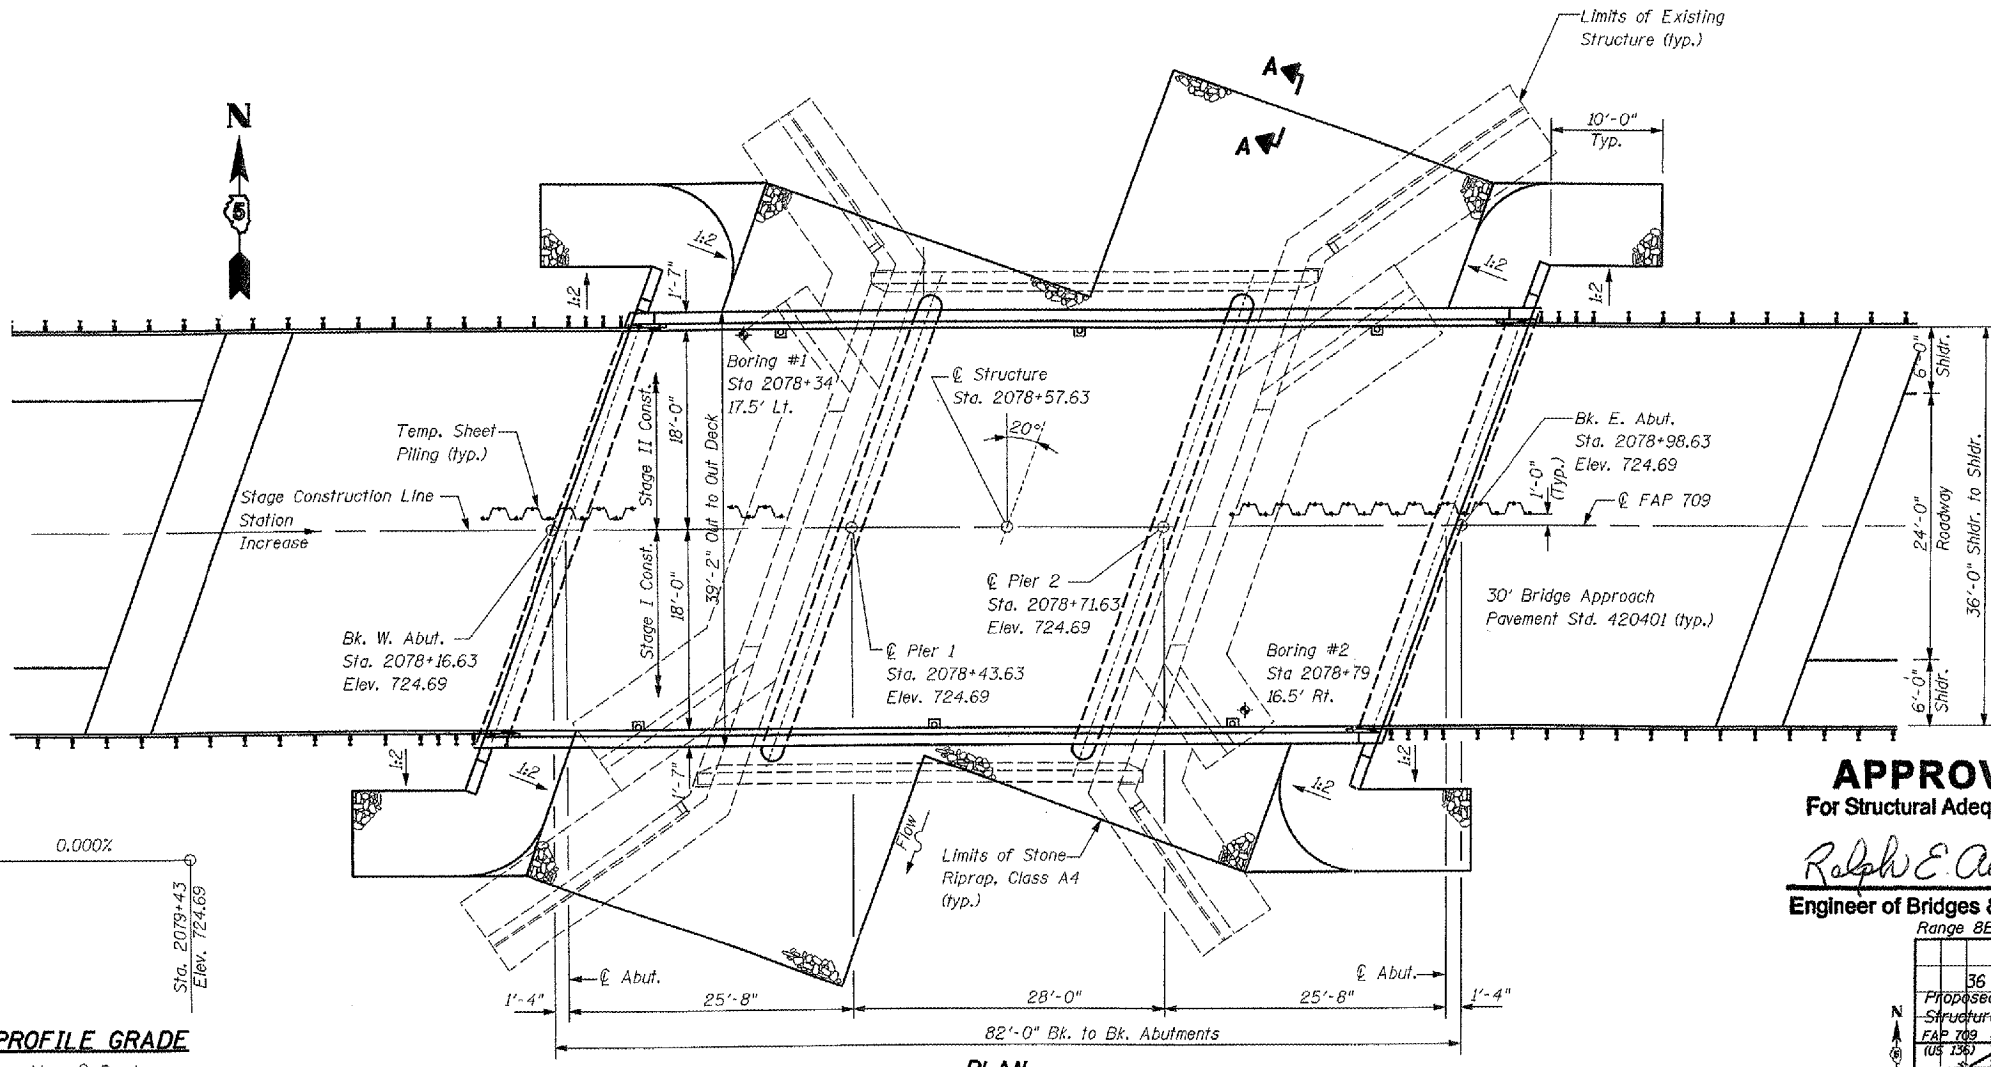 Limits of Existing
Structure (typ.)
A
A
10'-0"
Typ.
N
5
1:2
1:2
1'-7"
1:2
1:2
Boring #1
Sta 2078+34
17.5' Lt.
℄ Structure
Sta. 2078+57.63
20°
Bk. E. Abut.
Sta. 2078+98.63
Elev. 724.69
1'-0"
(Typ.)
℄ FAP 709
Temp. Sheet
Piling (typ.)
Stage Construction Line
Station
Increase
Stage II Const.
18'-0"
39'-2" Out to Out Deck
Stage I Const.
18'-0"
6'-0"
Shldr.
24'-0"
Roadway
36'-0" Shldr. to Shldr.
6'-0"
Shldr.
℄ Pier 2
Sta. 2078+71.63
Elev. 724.69
30' Bridge Approach
Pavement Std. 420401 (typ.)
Bk. W. Abut.
Sta. 2078+16.63
Elev. 724.69
℄ Pier 1
Sta. 2078+43.63
Elev. 724.69
Boring #2
Sta 2078+79
16.5' Rt.
1:2
1:2
1'-7"
1:2
1:2
Flow
Limits of Stone
Riprap, Class A4
(typ.)
APPROV
For Structural Adeq
Ralph E.
Engineer of Bridges &
Range 8E
36
Proposed
Structure
FAP 709
(US 136)
N
5
0.000%
Sta. 2079+43
Elev. 724.69
PROFILE GRADE
℄ Abut.
℄ Abut.
1'-4"
25'-8"
28'-0"
25'-8"
1'-4"
82'-0" Bk. to Bk. Abutments
PLAN